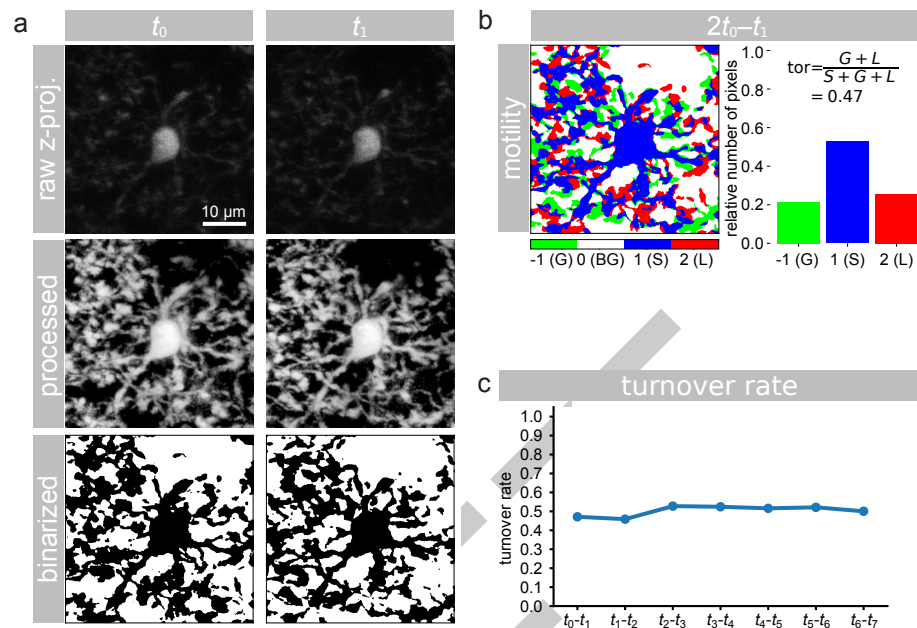 a
t₀
t₁
raw z-proj.
10 µm
processed
binarized
b
2t₀–t₁
motility
-1 (G)
0 (BG)
1 (S)
2 (L)
relative number of pixels
1.0
0.8
0.6
0.4
0.2
0.0
tor=
G + L
S + G + L
= 0.47
-1 (G)
1 (S)
2 (L)
c
turnover rate
turnover rate
1.0
0.9
0.8
0.7
0.6
0.5
0.4
0.3
0.2
0.1
0.0
t₀-t₁
t₁-t₂
t₂-t₃
t₃-t₄
t₄-t₅
t₅-t₆
t₆-t₇